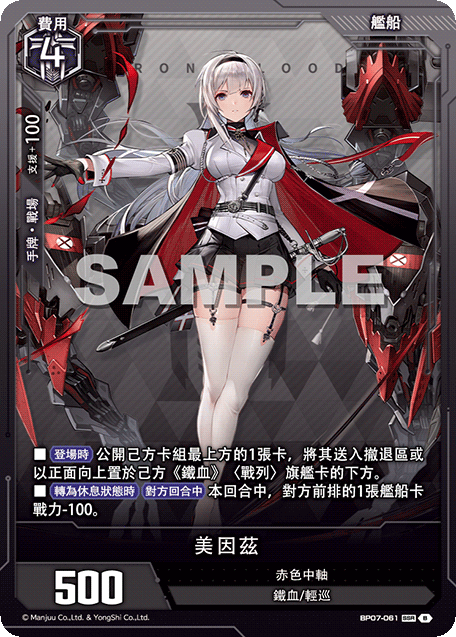 費用
4
艦船
IRON BLOOD
支援+100
手牌・戰場
SAMPLE
■ 登場時 公開己方卡組最上方的1張卡，將其送入撤退區或
以正面向上置於己方《鐵血》〈戰列〉旗艦卡的下方。
■ 轉為休息狀態時 對方回合中 本回合中，對方前排的1張艦船卡
戰力-100。
美因茲
500
赤色中軸
鐵血/輕巡
© Manjuu Co.,Ltd. & YongShi Co.,Ltd.
BP07-061 SSR B